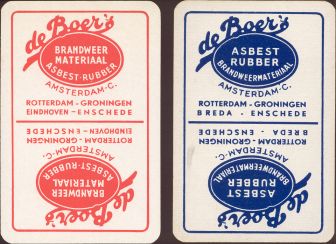 de Boer's
BRANDWEER
MATERIAAL
ASBEST-RUBBER
AMSTERDAM-C.
ROTTERDAM - GRONINGEN
EINDHOVEN - ENSCHEDE
EINDHOVEN - ENSCHEDE
ROTTERDAM - GRONINGEN
AMSTERDAM-C.
ASBEST-RUBBER
MATERIAAL
BRANDWEER
de Boer's
de Boer's
ASBEST
RUBBER
BRANDWEERMATERIAAL
AMSTERDAM-C.
ROTTERDAM - GRONINGEN
BREDA - ENSCHEDE
BREDA - ENSCHEDE
ROTTERDAM - GRONINGEN
AMSTERDAM-C.
BRANDWEERMATERIAAL
RUBBER
ASBEST
de Boer's